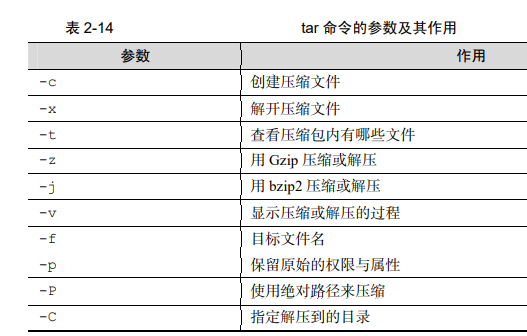 表 2-14 tar 命令的参数及其作用
参数 作用
-c 创建压缩文件
-x 解开压缩文件
-t 查看压缩包内有哪些文件
-z 用 Gzip 压缩或解压
-j 用 bzip2 压缩或解压
-v 显示压缩或解压的过程
-f 目标文件名
-p 保留原始的权限与属性
-P 使用绝对路径来压缩
-C 指定解压到的目录